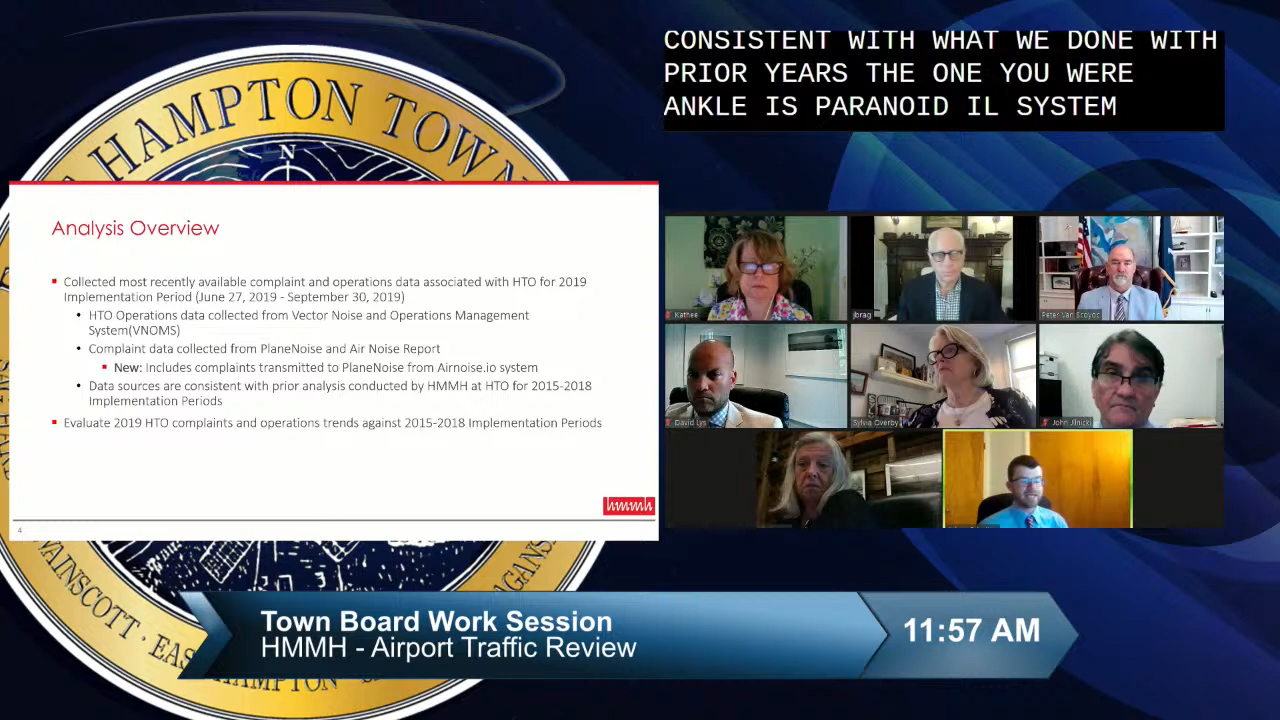 CONSISTENT WITH WHAT WE DONE WITH
PRIOR YEARS THE ONE YOU WERE
ANKLE IS PARANOID IL SYSTEM
HAMPTON TOWN
N
Analysis Overview
Collected most recently available complaint and operations data associated with HTO for 2019
Implementation Period (June 27, 2019 - September 30, 2019)
HTO Operations data collected from Vector Noise and Operations Management
System(VNOMS)
Complaint data collected from PlaneNoise and Air Noise Report
New: Includes complaints transmitted to PlaneNoise from Airnoise.io system
Data sources are consistent with prior analysis conducted by HMMH at HTO for 2015-2018
Implementation Periods
Evaluate 2019 HTO complaints and operations trends against 2015-2018 Implementation Periods
hmmh
4
Kathee
jbrag
Peter Van Scoyoc
David Lys
Sylvia Overby
John Jilnicki
WAINSCOTT · EAS
HAMPTON
Town Board Work Session
HMMH - Airport Traffic Review
11:57 AM